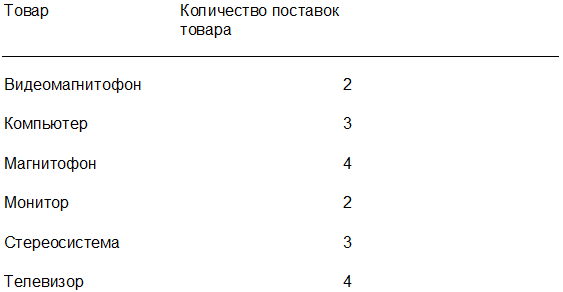 Товар Количество поставок
товара
Видеомагнитофон 2
Компьютер 3
Магнитофон 4
Монитор 2
Стереосистема 3
Телевизор 4